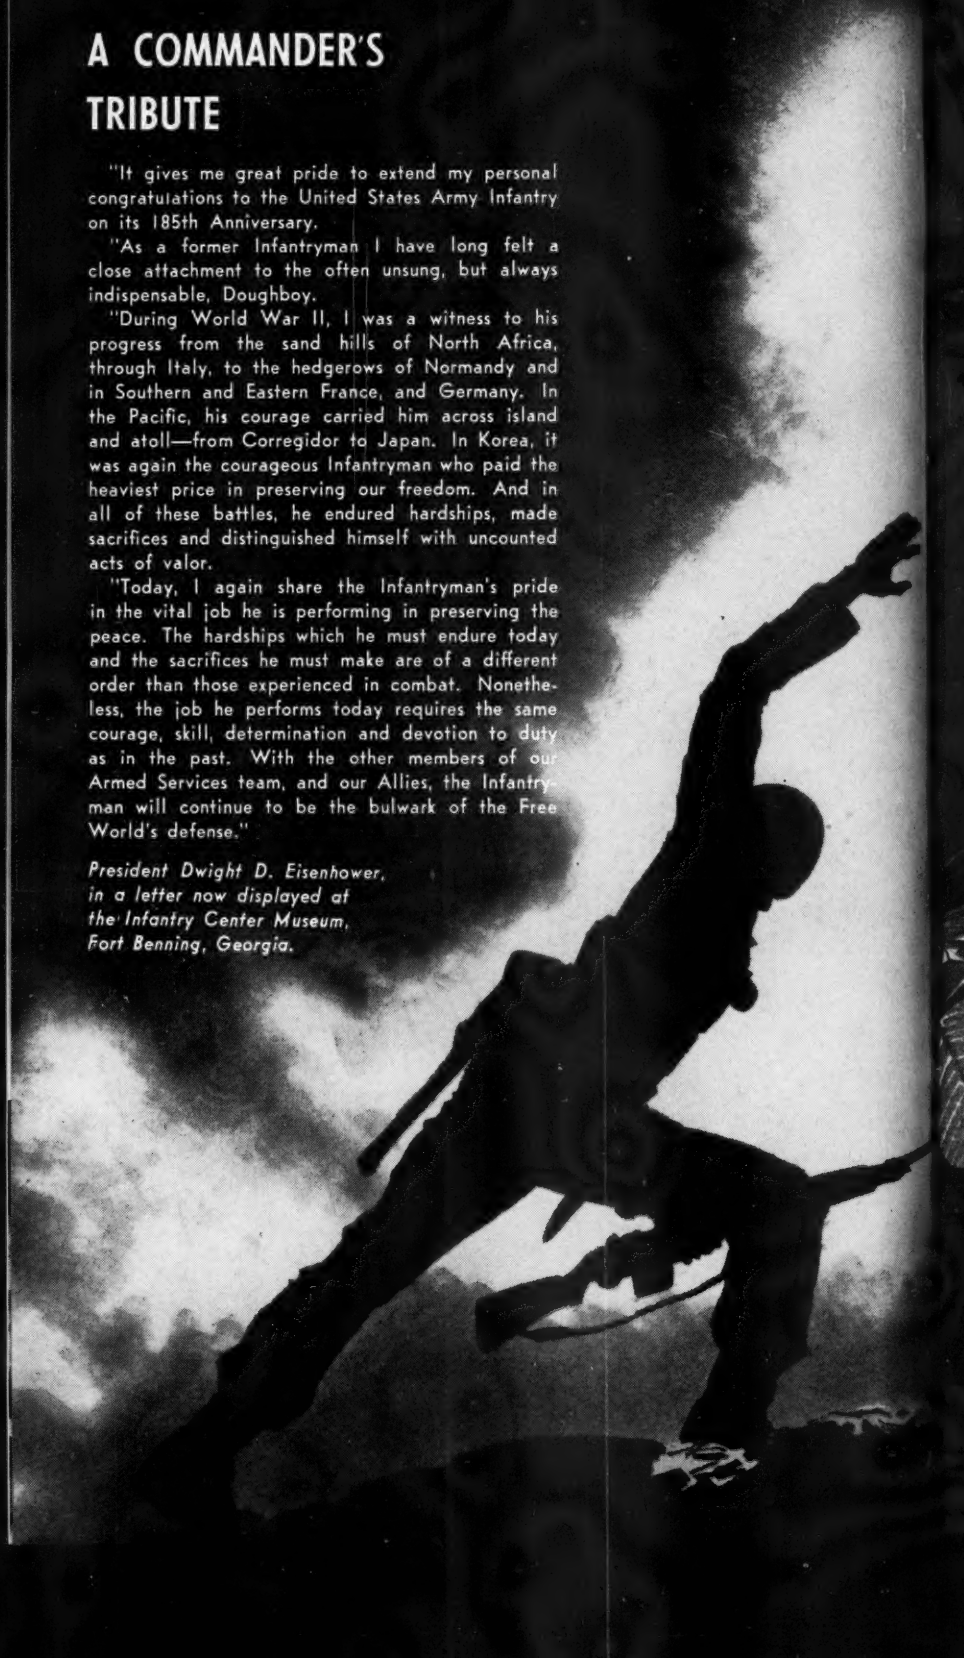 A COMMANDER'S
TRIBUTE
"It gives me great pride to extend my personal
congratulations to the United States Army Infantry
on its 185th Anniversary.
"As a former Infantryman I have long felt a
close attachment to the often unsung, but always
indispensable, Doughboy.
"During World War II, I was a witness to his
progress from the sand hills of North Africa,
through Italy, to the hedgerows of Normandy and
in Southern and Eastern France, and Germany. In
the Pacific, his courage carried him across island
and atoll—from Corregidor to Japan. In Korea, it
was again the courageous Infantryman who paid the
heaviest price in preserving our freedom. And in
all of these battles, he endured hardships, made
sacrifices and distinguished himself with uncounted
acts of valor.
"Today, I again share the Infantryman's pride
in the vital job he is performing in preserving the
peace. The hardships which he must endure today
and the sacrifices he must make are of a different
order than those experienced in combat. Nonethe-
less, the job he performs today requires the same
courage, skill, determination and devotion to duty
as in the past. With the other members of our
Armed Services team, and our Allies, the Infantry-
man will continue to be the bulwark of the Free
World's defense."
President Dwight D. Eisenhower,
in a letter now displayed at
the Infantry Center Museum,
Fort Benning, Georgia.